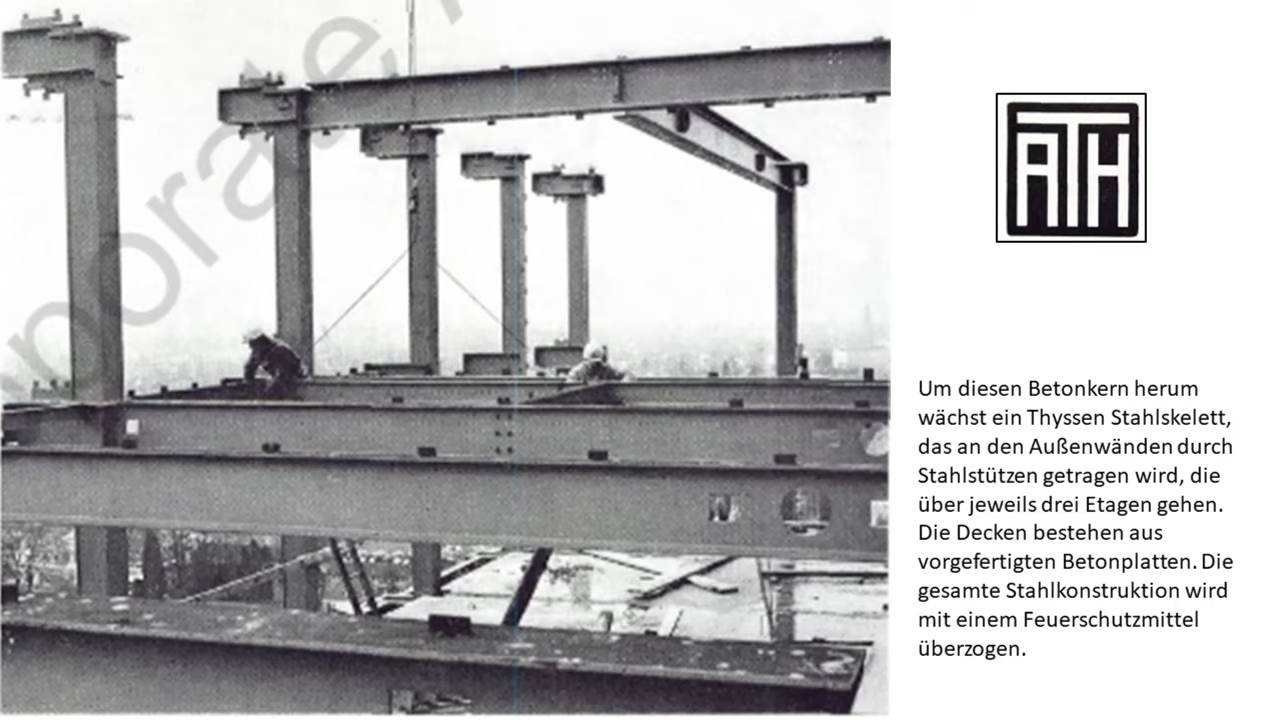 orate
ATH
Um diesen Betonkern herum
wächst ein Thyssen Stahlskelett,
das an den Außenwänden durch
Stahlstützen getragen wird, die
über jeweils drei Etagen gehen.
Die Decken bestehen aus
vorgefertigten Betonplatten. Die
gesamte Stahlkonstruktion wird
mit einem Feuerschutzmittel
überzogen.